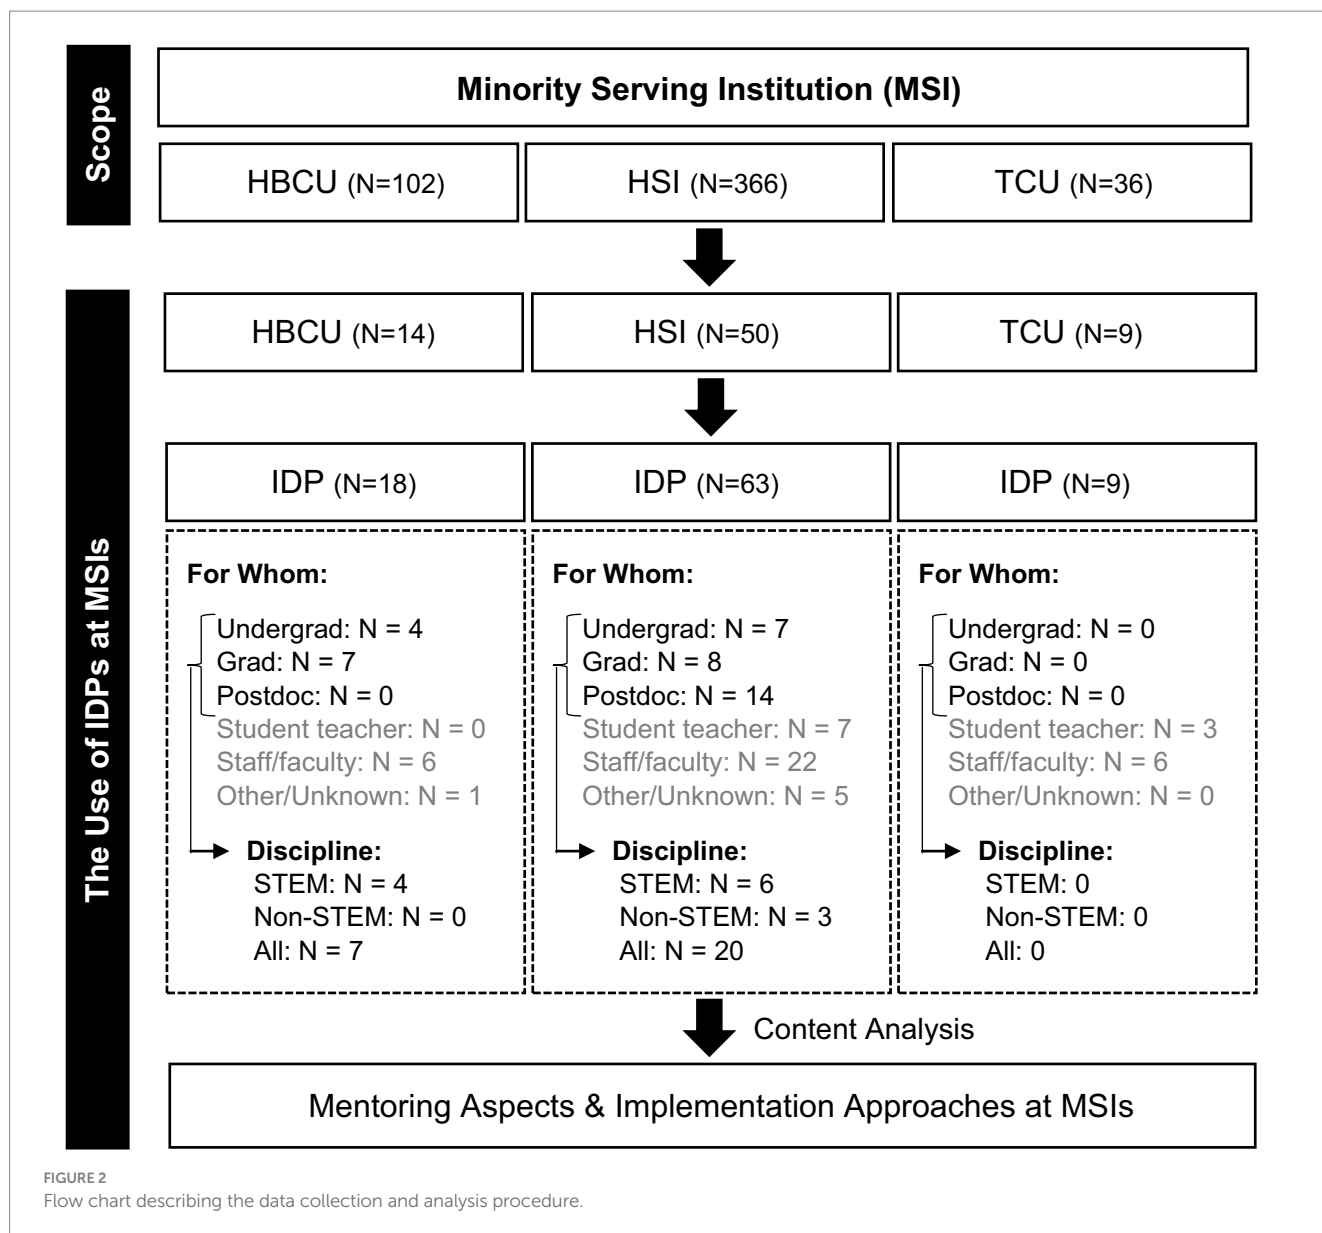 Scope
Minority Serving Institution (MSI)
HBCU (N=102)
HSI (N=366)
TCU (N=36)
The Use of IDPs at MSIs
HBCU (N=14)
HSI (N=50)
TCU (N=9)
IDP (N=18)
IDP (N=63)
IDP (N=9)
For Whom:
Undergrad: N = 4
Grad: N = 7
Postdoc: N = 0
Student teacher: N = 0
Staff/faculty: N = 6
Other/Unknown: N = 1
Discipline:
STEM: N = 4
Non-STEM: N = 0
All: N = 7
For Whom:
Undergrad: N = 7
Grad: N = 8
Postdoc: N = 14
Student teacher: N = 7
Staff/faculty: N = 22
Other/Unknown: N = 5
Discipline:
STEM: N = 6
Non-STEM: N = 3
All: N = 20
For Whom:
Undergrad: N = 0
Grad: N = 0
Postdoc: N = 0
Student teacher: N = 3
Staff/faculty: N = 6
Other/Unknown: N = 0
Discipline:
STEM: 0
Non-STEM: 0
All: 0
Content Analysis
Mentoring Aspects & Implementation Approaches at MSIs
FIGURE 2
Flow chart describing the data collection and analysis procedure.